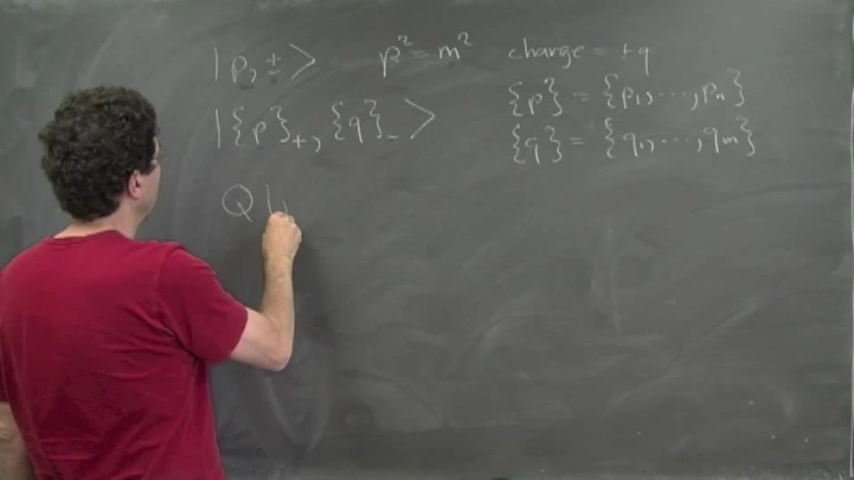 |p, ±⟩ p² = m² charge = ±q
|{p}₊, {q}₋⟩ {p} = {p₁, ..., pₙ}
{q} = {q₁, ..., qₘ}
Q |